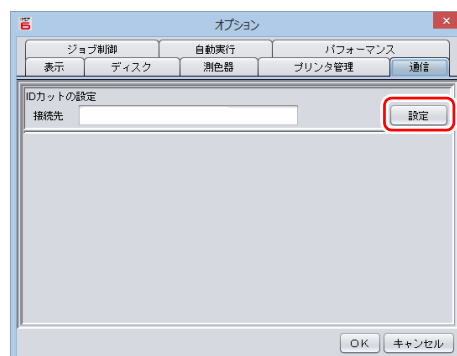 オプション
ジョブ制御 自動実行 パフォーマンス
表示 ディスク 測色器 プリンタ管理 通信
IDカットの設定
接続先 設定
OK キャンセル